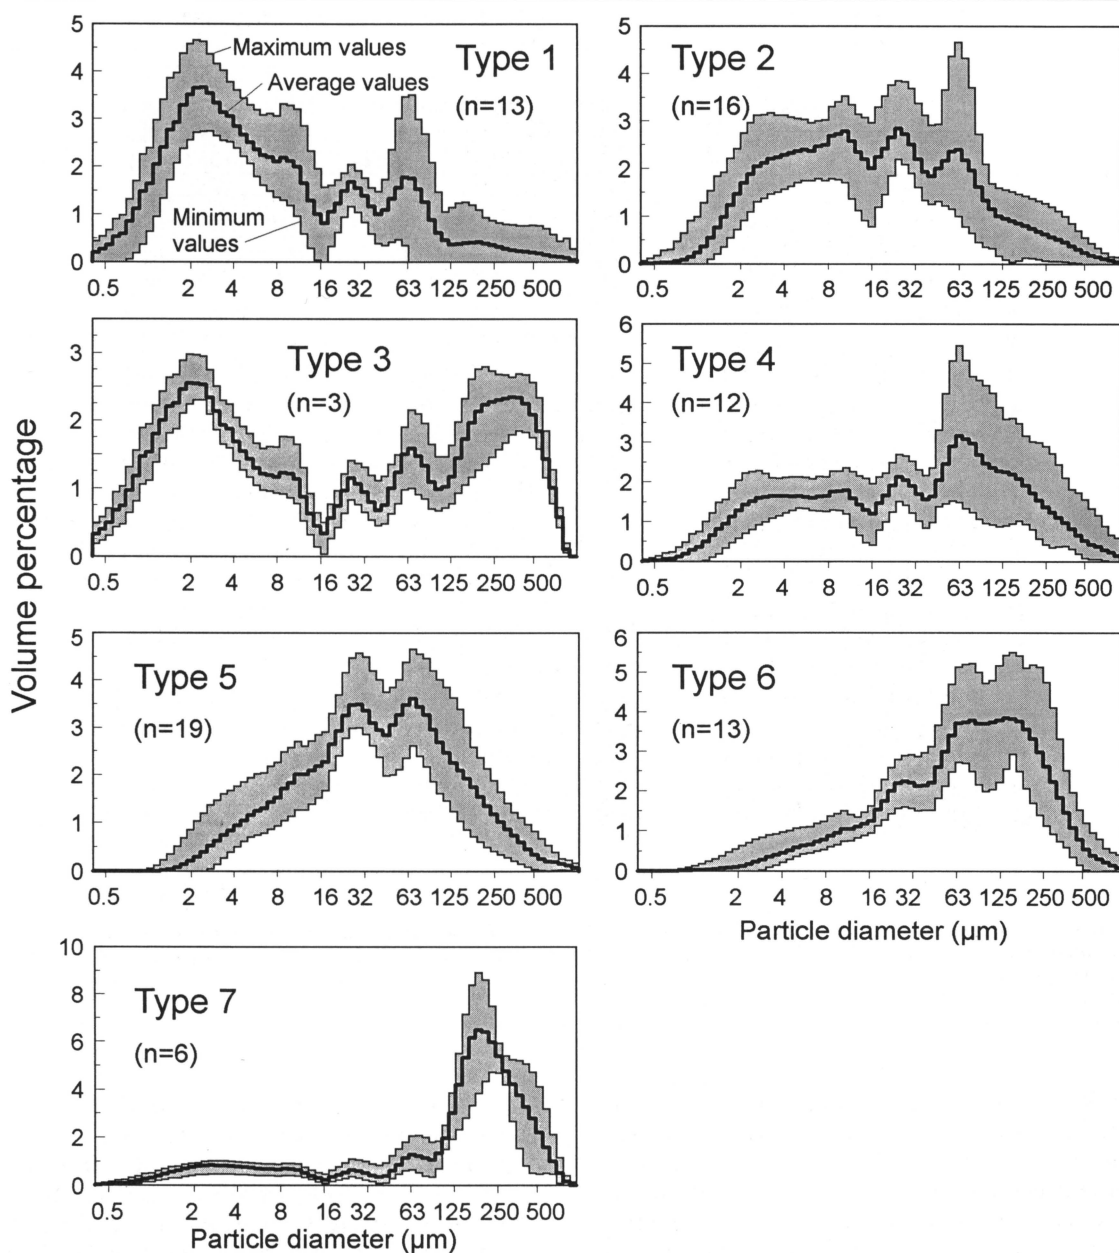 Volume percentage
5
4
3
2
1
0
Maximum values
Average values
Minimum
values
Type 1
(n=13)
0.5 2 4 8 16 32 63 125 250 500
5
4
3
2
1
0
Type 2
(n=16)
0.5 2 4 8 16 32 63 125 250 500
3
2
1
0
Type 3
(n=3)
0.5 2 4 8 16 32 63 125 250 500
6
5
4
3
2
1
0
Type 4
(n=12)
0.5 2 4 8 16 32 63 125 250 500
5
4
3
2
1
0
Type 5
(n=19)
0.5 2 4 8 16 32 63 125 250 500
6
5
4
3
2
1
0
Type 6
(n=13)
0.5 2 4 8 16 32 63 125 250 500
Particle diameter (µm)
10
8
6
4
2
0
Type 7
(n=6)
0.5 2 4 8 16 32 63 125 250 500
Particle diameter (µm)